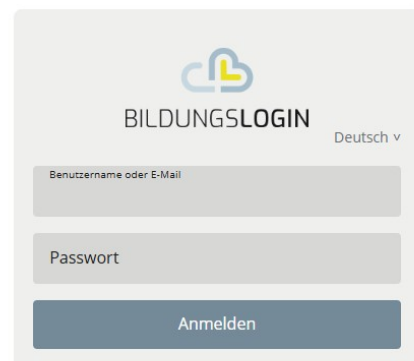 BILDUNGSLOGIN
Deutsch v
Benutzername oder E-Mail
Passwort
Anmelden